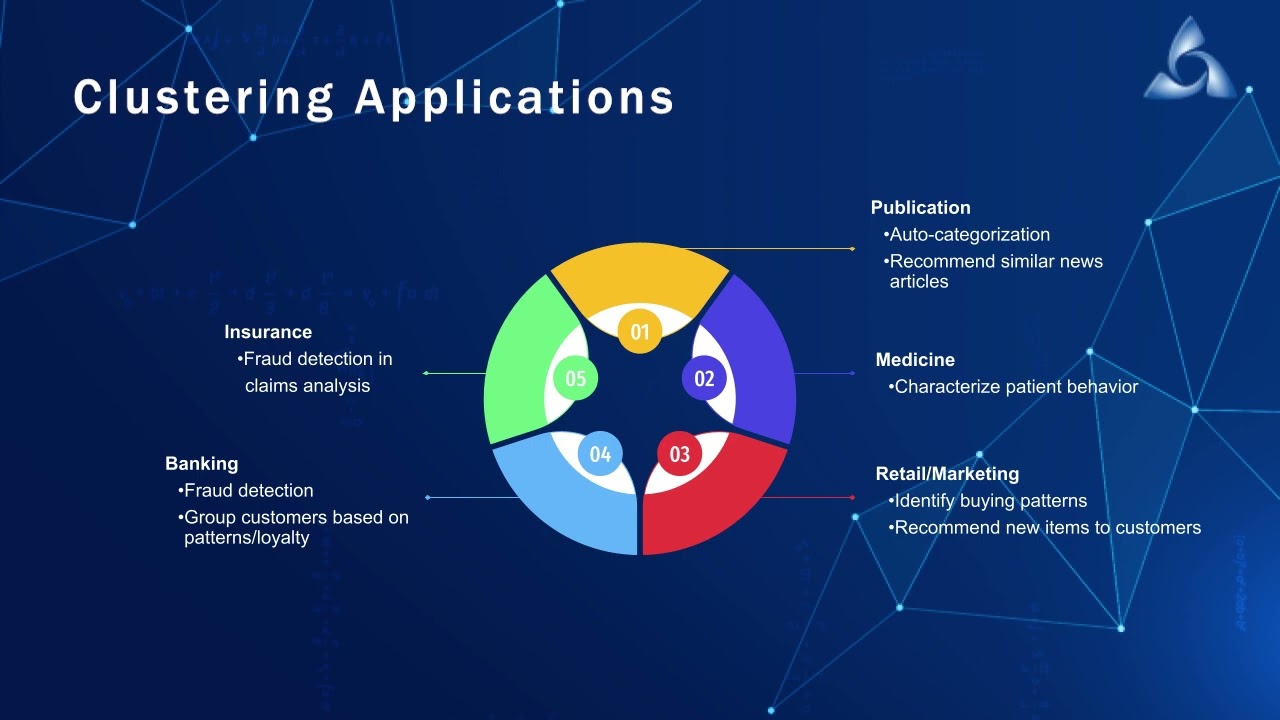 Clustering Applications
Publication
•Auto-categorization
•Recommend similar news
articles
01
Insurance
•Fraud detection in
claims analysis
05
02
Medicine
•Characterize patient behavior
Banking
•Fraud detection
•Group customers based on
patterns/loyalty
04
03
Retail/Marketing
•Identify buying patterns
•Recommend new items to customers